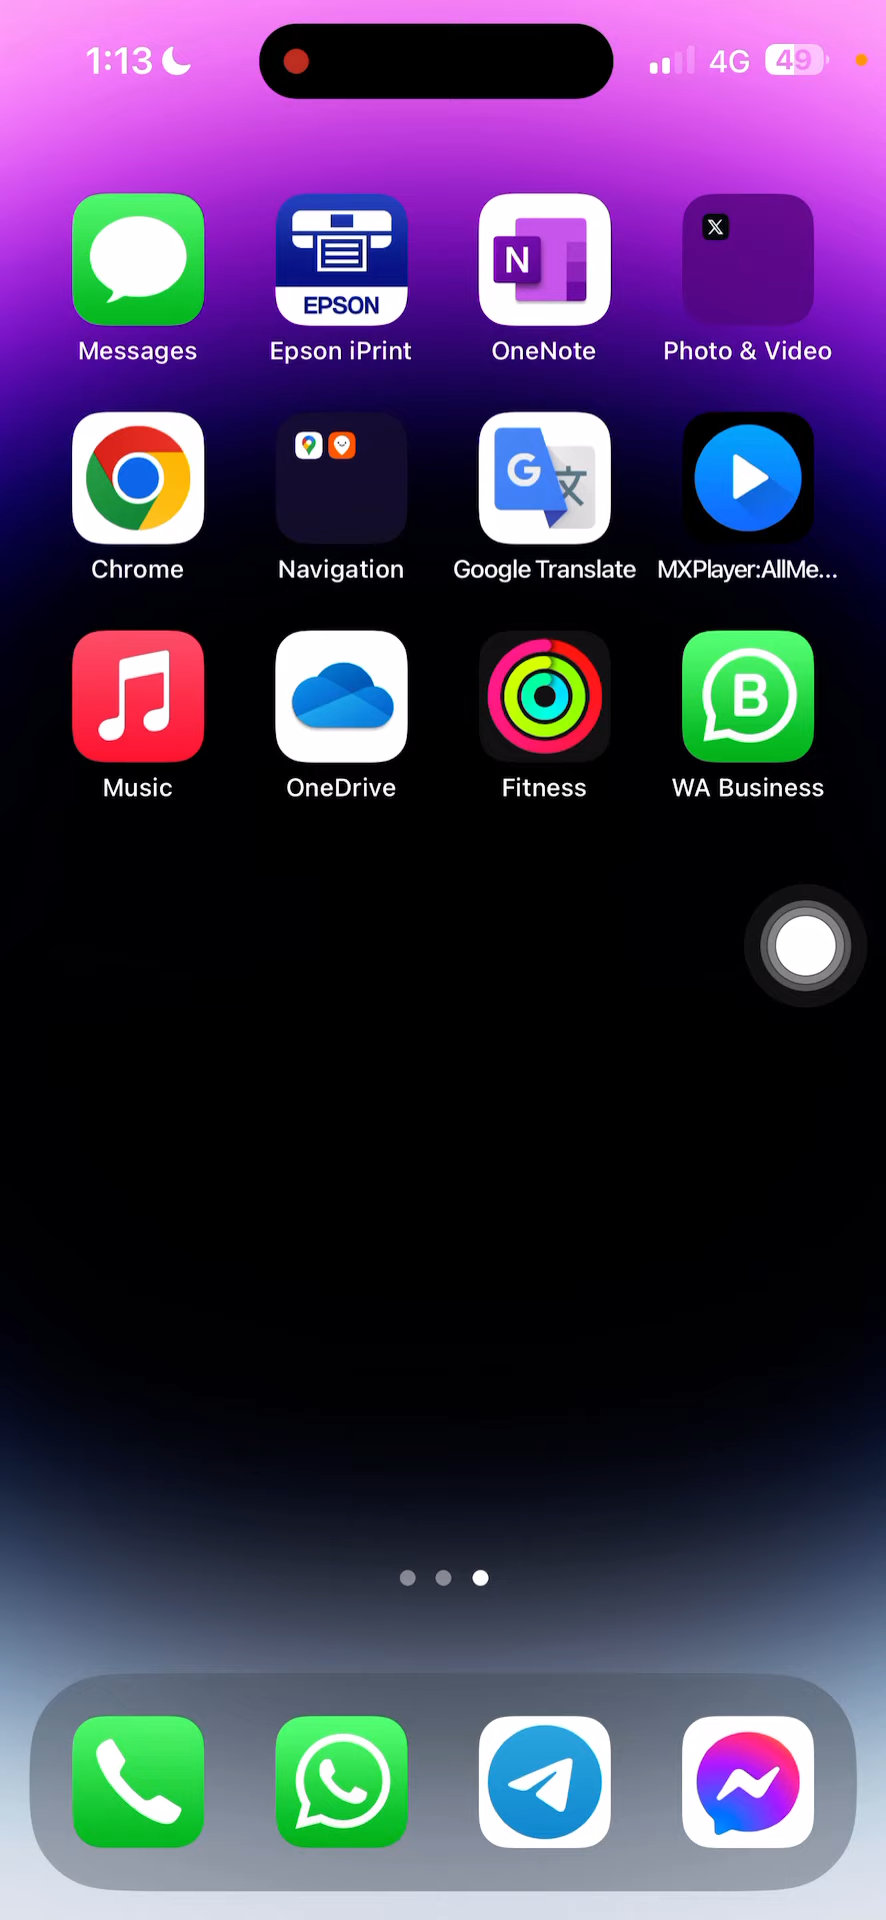 1:13 4G 49
EPSON
N
Messages Epson iPrint OneNote Photo & Video
G 文
Chrome Navigation Google Translate MXPlayer:AllMe...
B
Music OneDrive Fitness WA Business